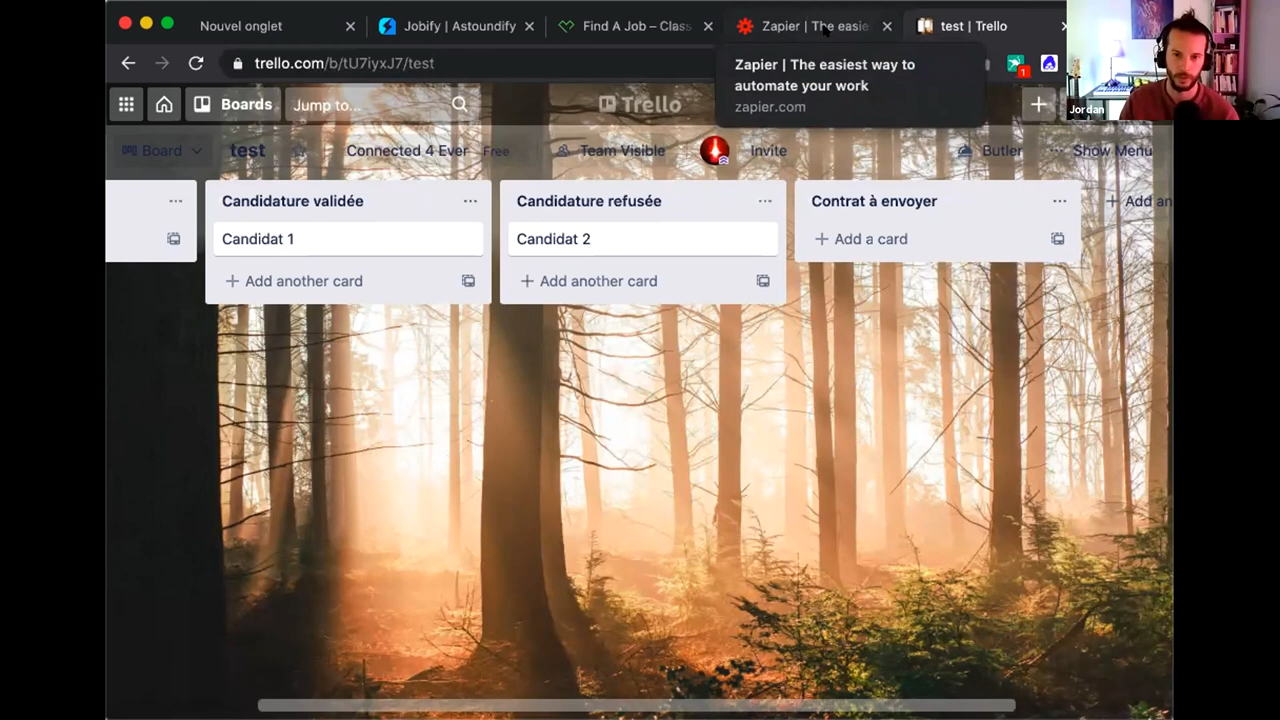 Nouvel onglet
Jobify | Astoundify
Find A Job – Class
Zapier | The easie
test | Trello
trello.com/b/tU7iyxJ7/test
Zapier | The easiest way to
automate your work
zapier.com
1
Jordan
Boards
Jump to...
Trello
Board
test
Connected 4 Ever
Free
Team Visible
Invite
Butler
Show Menu
Candidature validée
Candidat 1
Add another card
Candidature refusée
Candidat 2
Add another card
Contrat à envoyer
Add a card
Add an